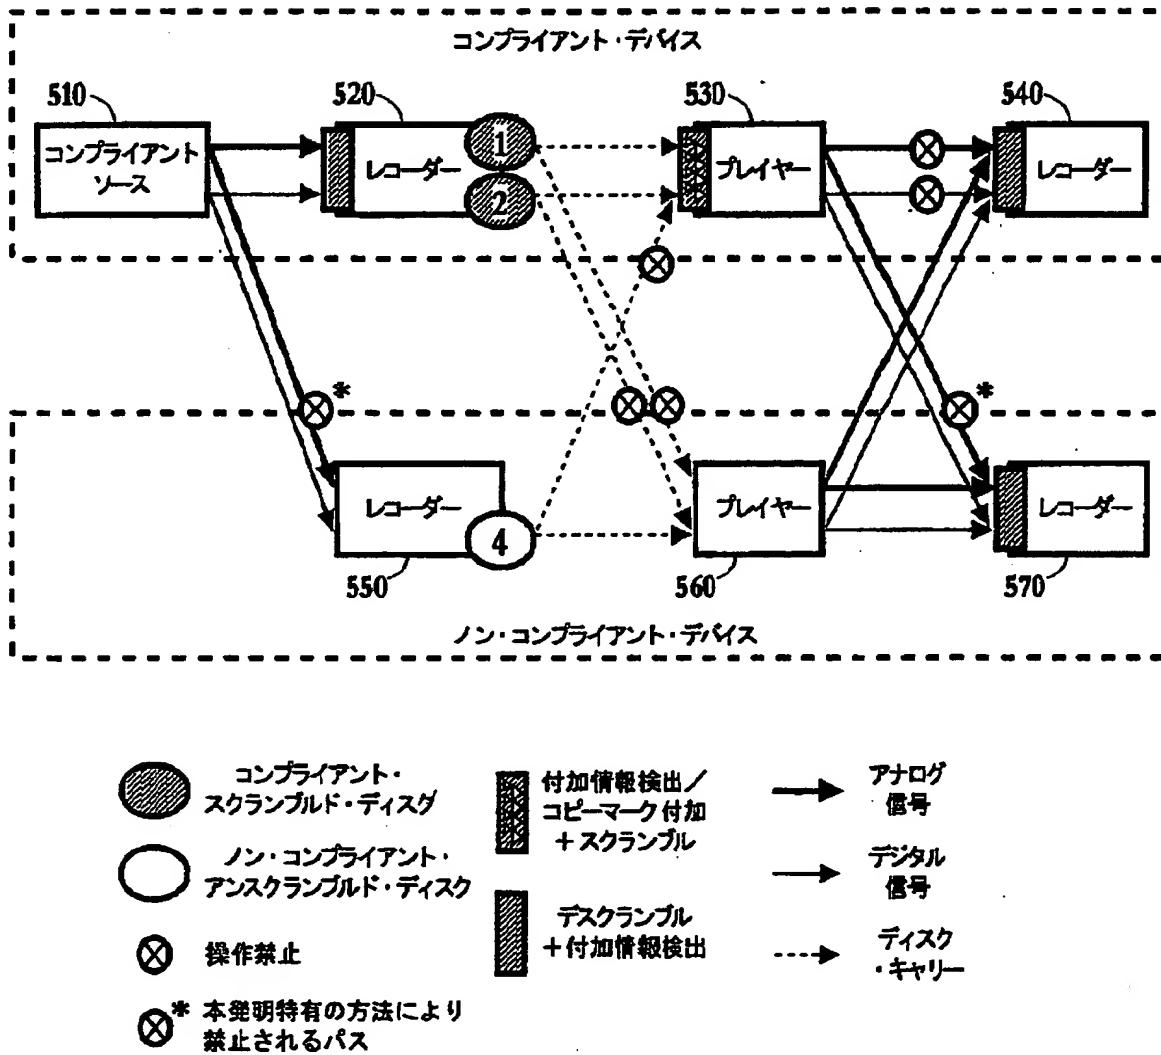 コンプライアント・デバイス
510
520
530
540
コンプライアント
ソース
レコーダー
1
2
プレイヤー
レコーダー
*
*
レコーダー
4
プレイヤー
レコーダー
550
560
570
ノン・コンプライアント・デバイス
コンプライアント・
スクランブルド・ディスダ
ノン・コンプライアント・
アンスクランブルド・ディスク
操作禁止
* 本発明特有の方法により
禁止されるパス
付加情報検出/
コピーマーク付加
+スクランブル
デスクランブル
+付加情報検出
アナログ
信号
デジタル
信号
ディスク
・キャリー